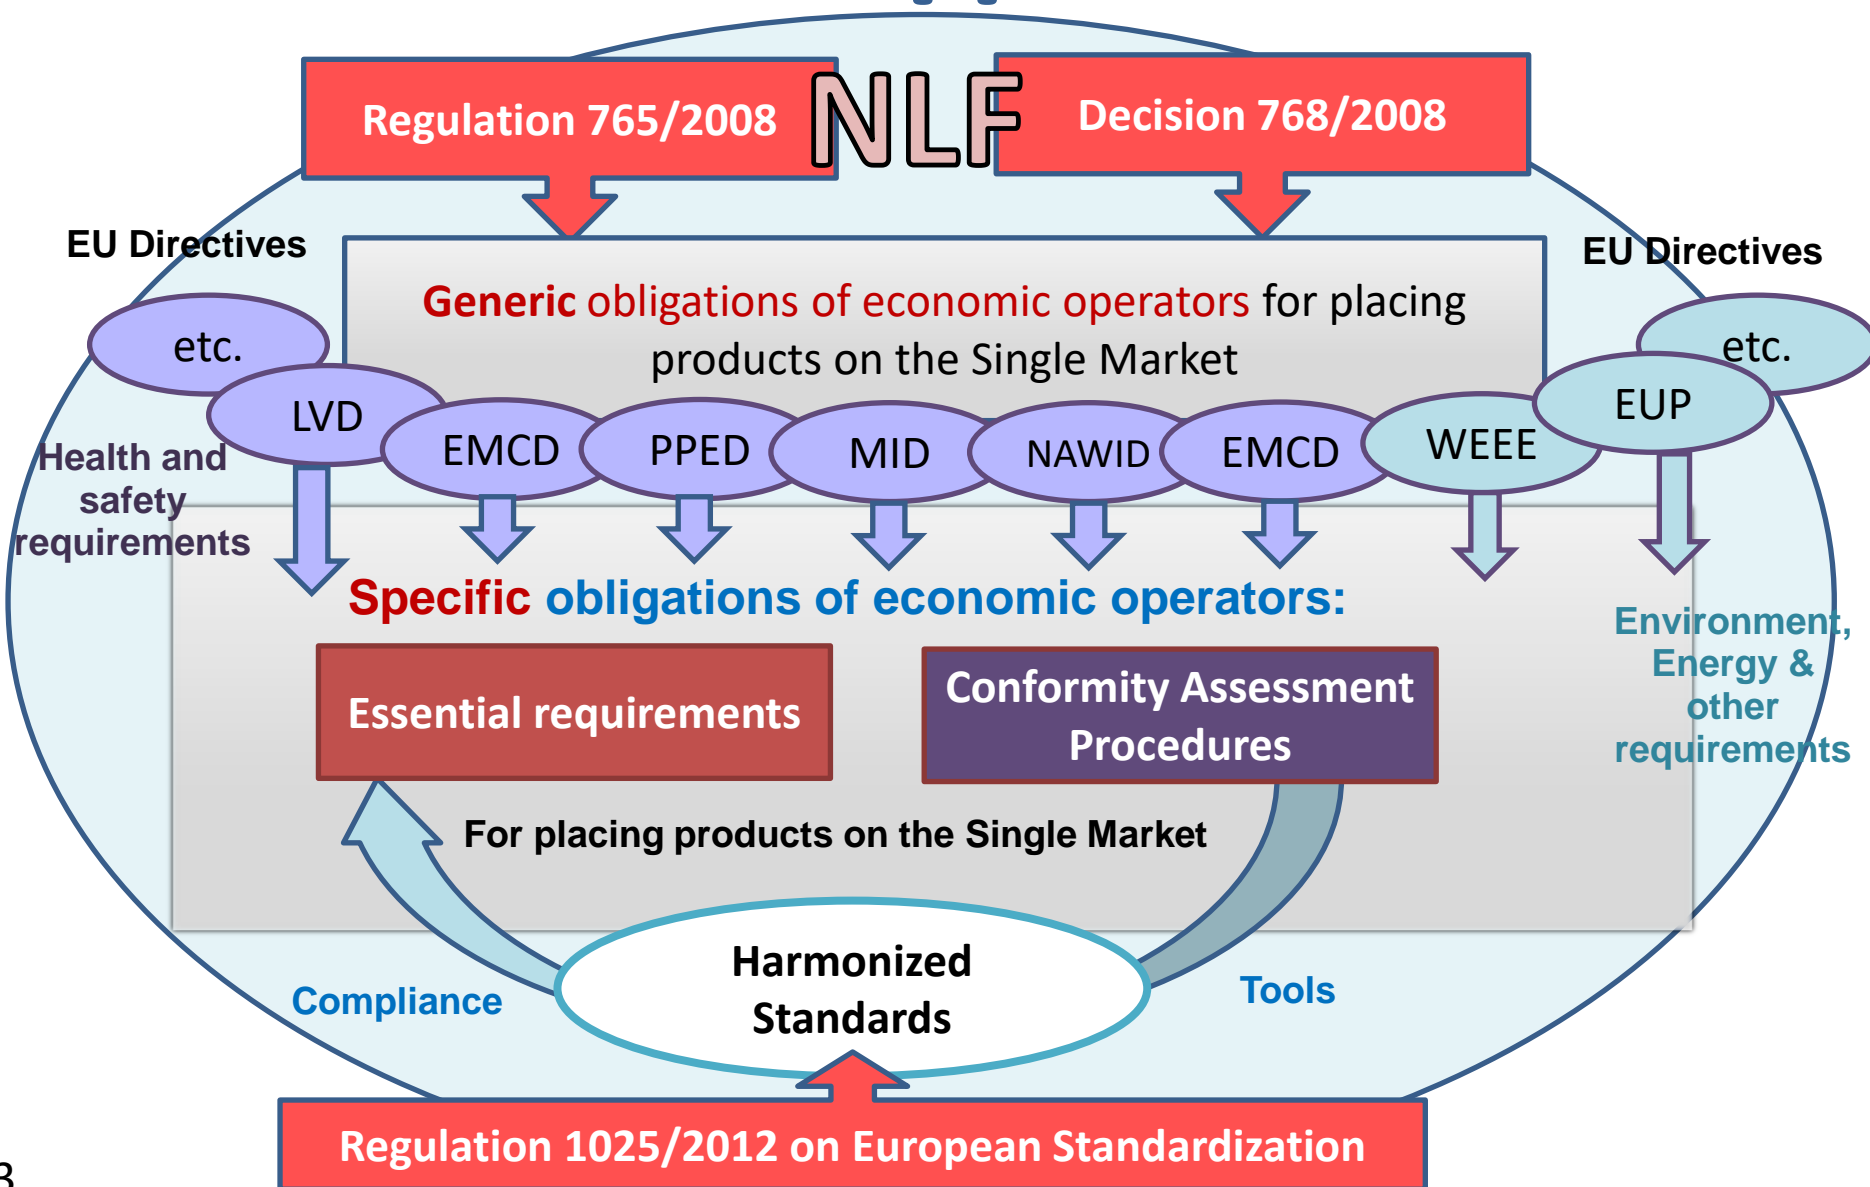 Regulation 765/2008
NLF
Decision 768/2008
EU Directives
EU Directives
Generic obligations of economic operators for placing
products on the Single Market
etc.
LVD
EMCD
PPED
MID
NAWID
EMCD
WEEE
EUP
etc.
Health and
safety
requirements
Specific obligations of economic operators:
Environment,
Energy &
other
requirements
Essential requirements
Conformity Assessment
Procedures
For placing products on the Single Market
Harmonized
Standards
Compliance
Tools
Regulation 1025/2012 on European Standardization
3